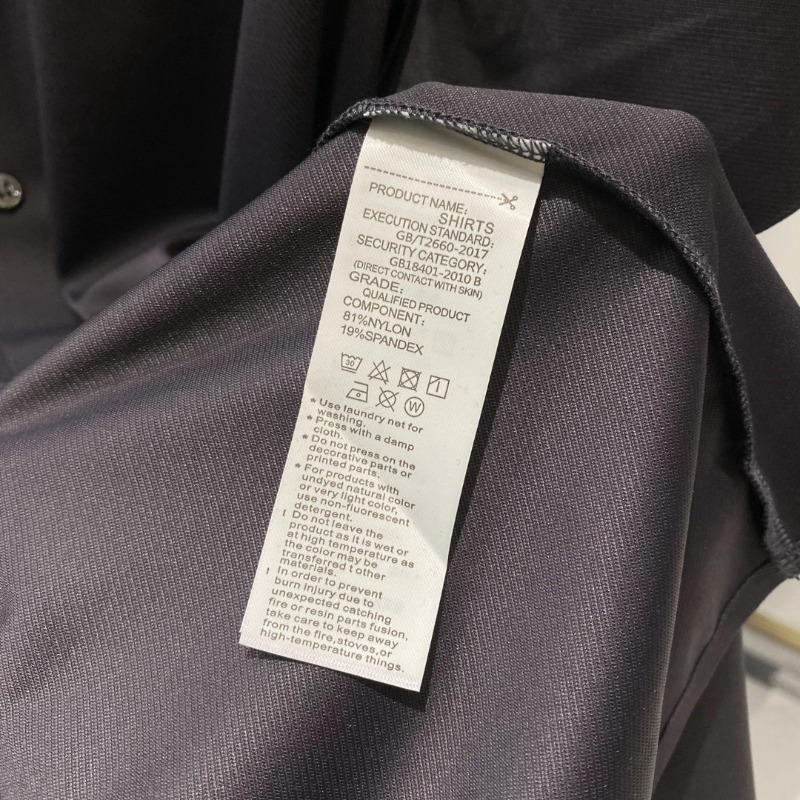 PRODUCT NAME:
SHIRTS
EXECUTION STANDARD:
GB/T2660-2017
SECURITY CATEGORY:
GB18401-2010 B
(DIRECT CONTACT WITH SKIN)
GRADE:
QUALIFIED PRODUCT
COMPONENT:
81%NYLON
19%SPANDEX
30
W
* Use laundry net for
washing.
* Press with a damp
cloth.
* Do not press on the
decorative parts or
printed parts.
* For products with
undyed natural color
or very light color,
use non-fluorescent
detergent.
! Do not leave the
product as it is wet or
at high temperature as
the color may be
transferred t other
materials.
! In order to prevent
burn injury due to
unexpected catching
fire or resin parts fusion,
take care to keep away
from the fire,stoves,or
high-temperature things.